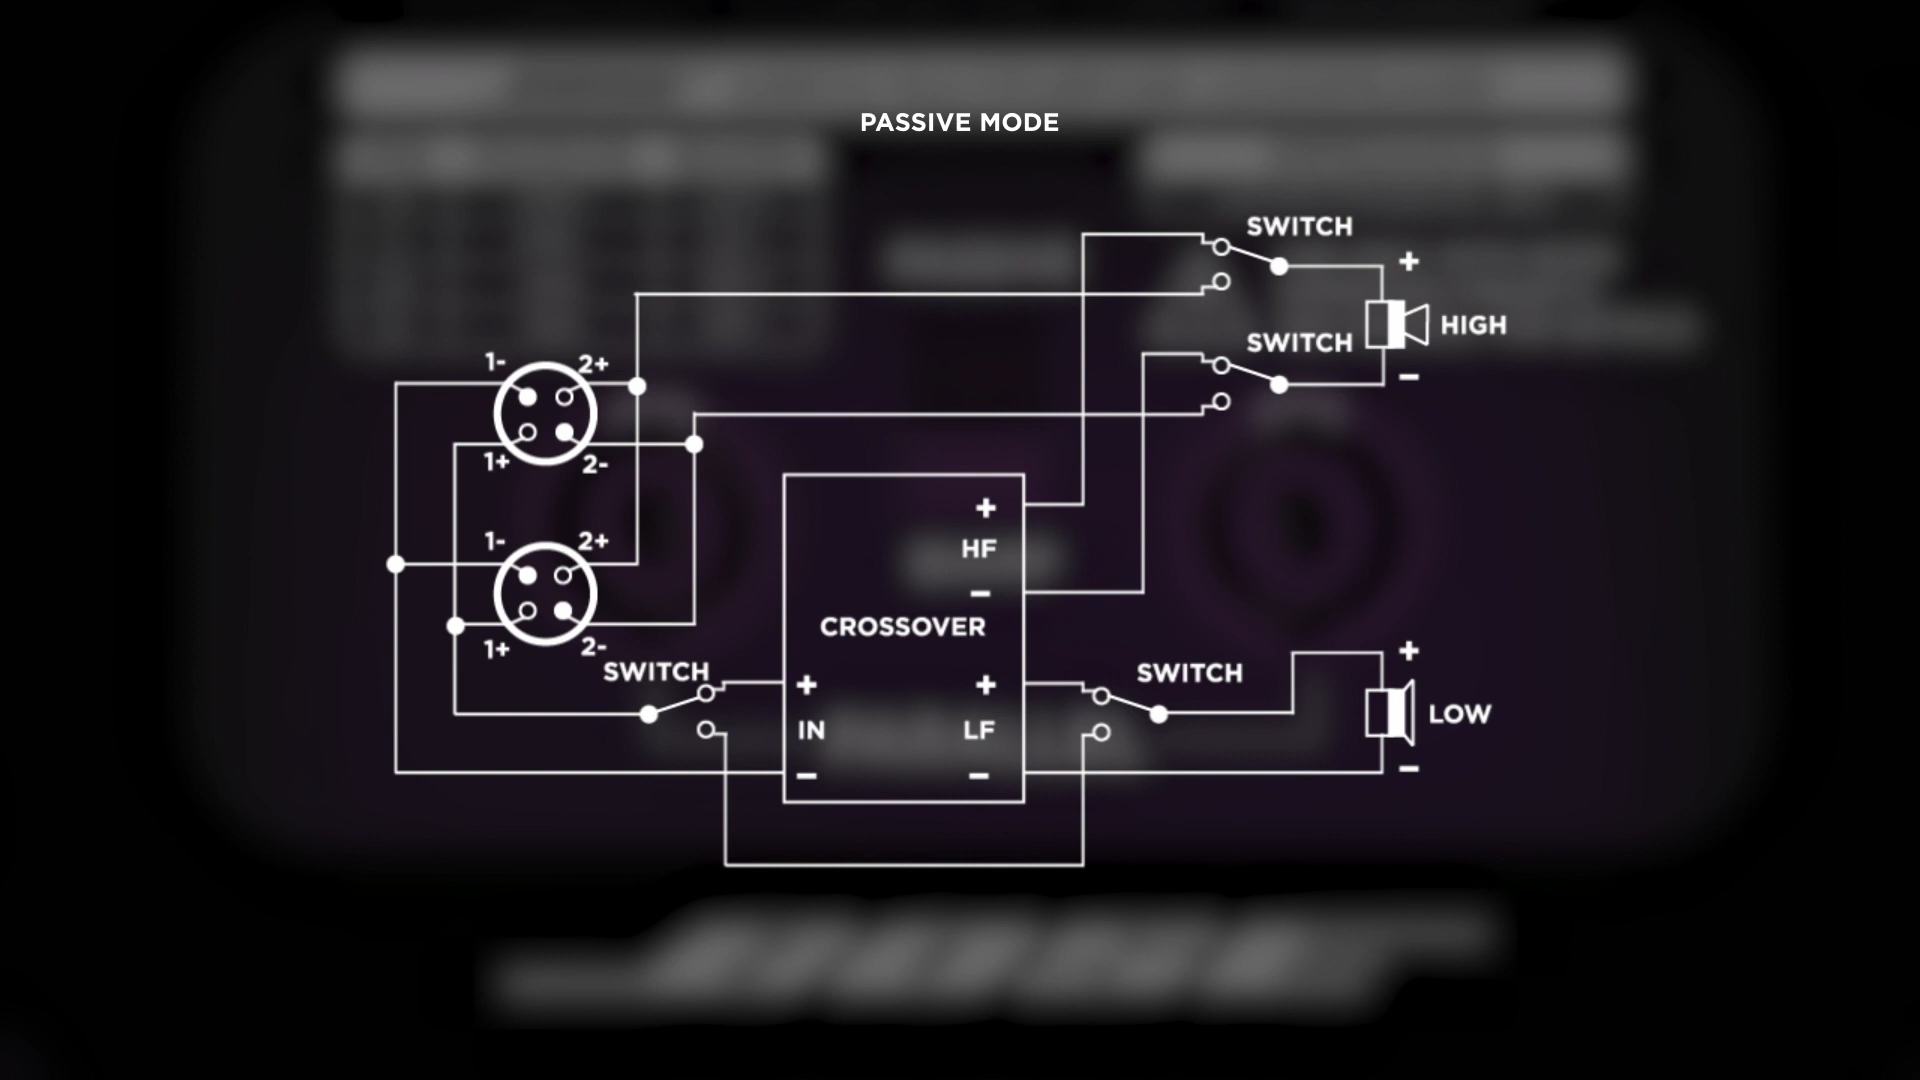 PASSIVE MODE
SWITCH
+
HIGH
SWITCH
−
1- 2+
1+ 2-
1- 2+
1+ 2-
SWITCH
+
HF
−
CROSSOVER
+ +
IN LF
− −
SWITCH
+
LOW
−